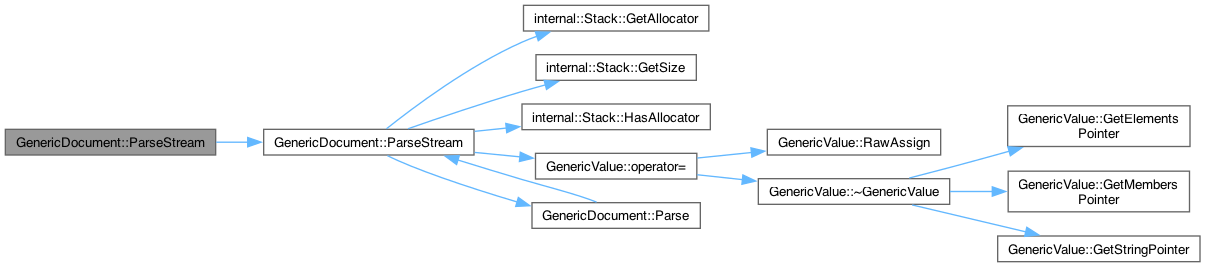 internal::Stack::GetAllocator
internal::Stack::GetSize
internal::Stack::HasAllocator
GenericDocument::ParseStream
GenericDocument::ParseStream
GenericValue::operator=
GenericDocument::Parse
GenericValue::RawAssign
GenericValue::~GenericValue
GenericValue::GetElements
Pointer
GenericValue::GetMembers
Pointer
GenericValue::GetStringPointer